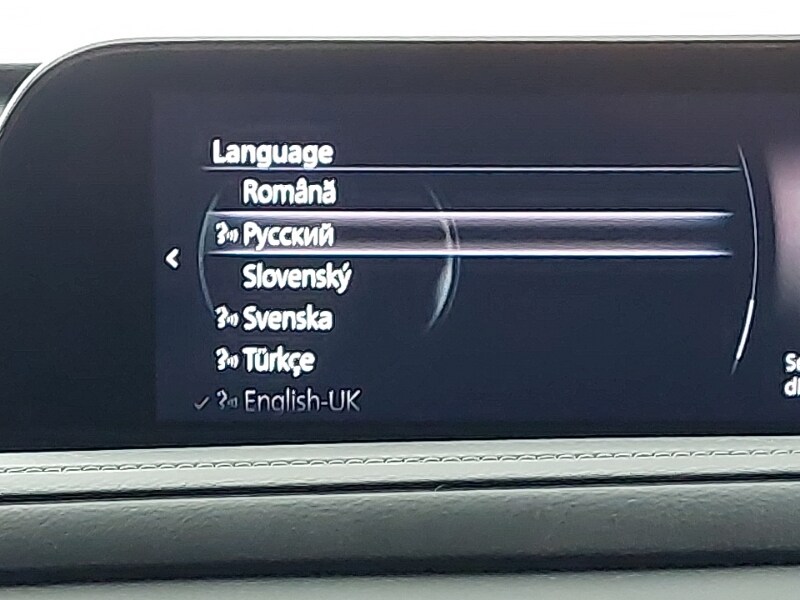 Language
Română
Русский
Slovenský
Svenska
Türkçe
English-UK